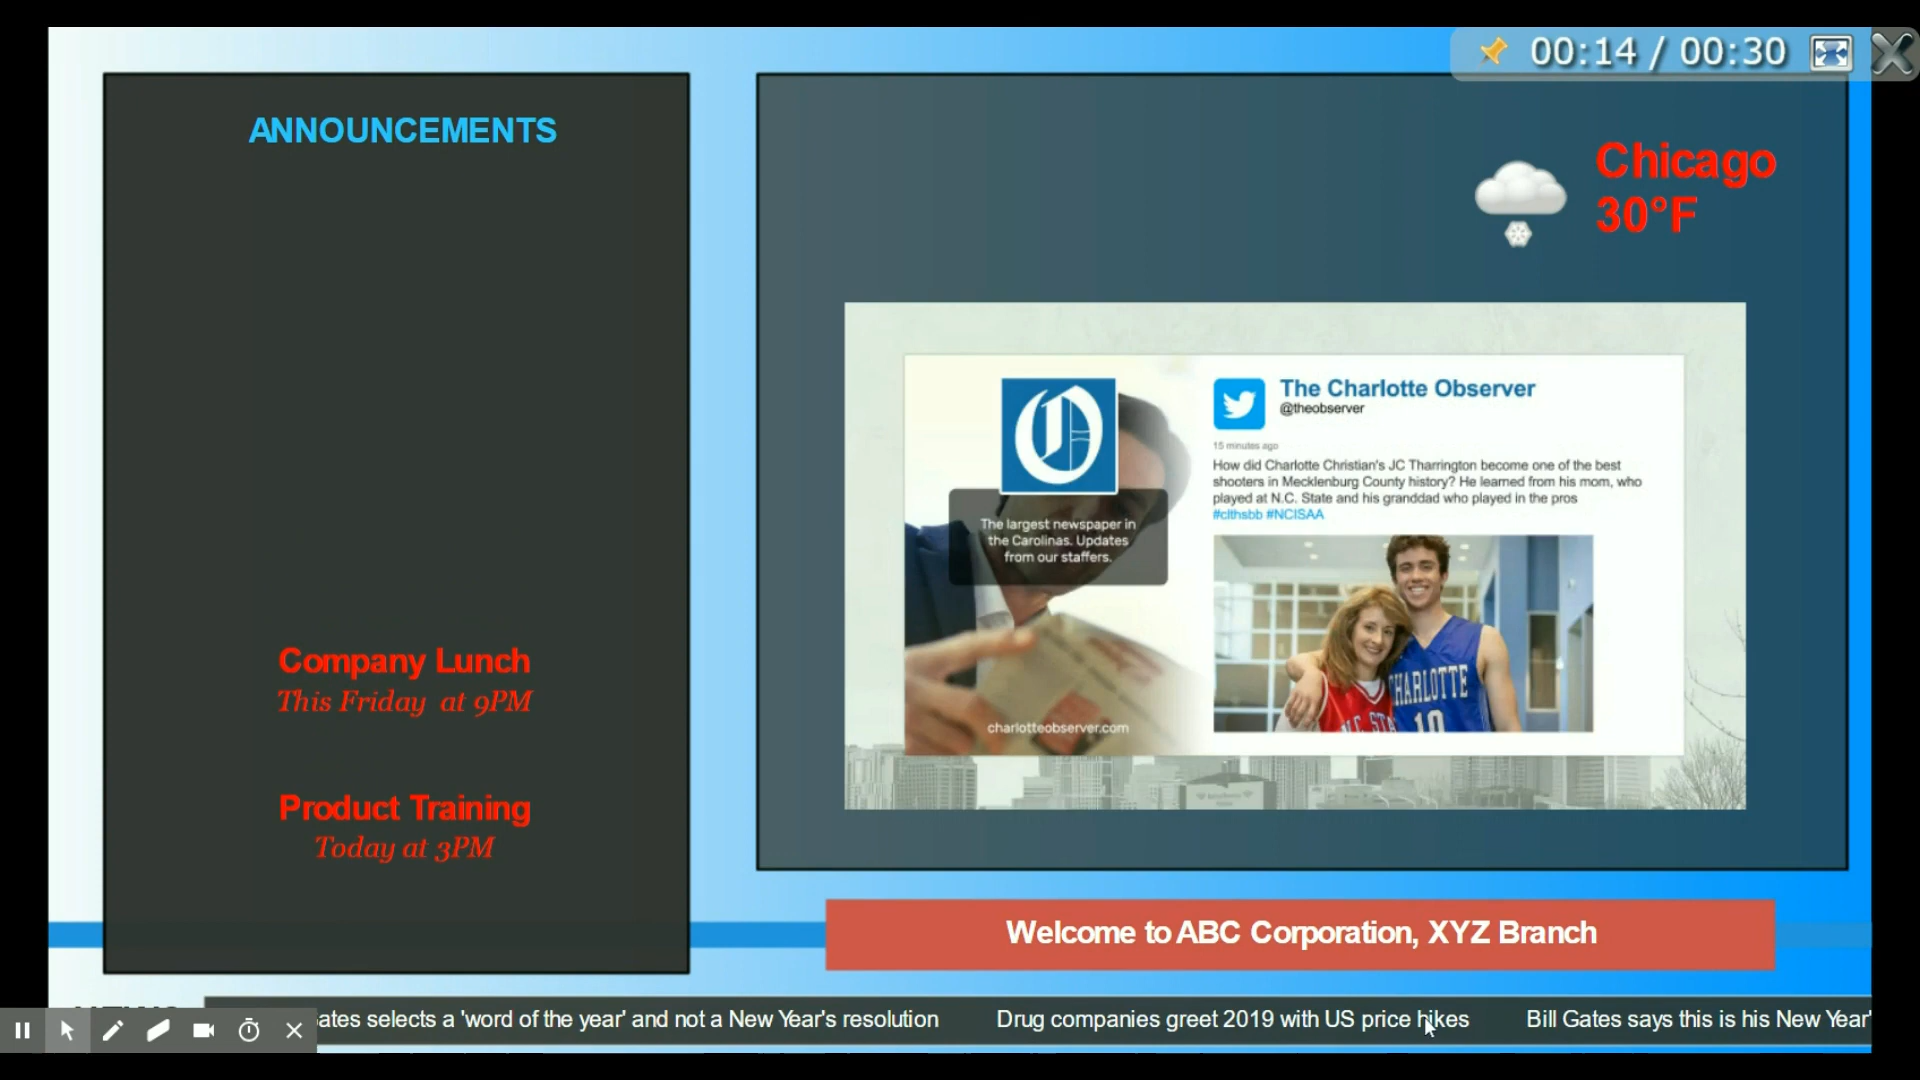 00:14 / 00:30
ANNOUNCEMENTS
Company Lunch
This Friday at 9PM
Product Training
Today at 3PM
Chicago
30°F
O
The largest newspaper in
the Carolinas. Updates
from our staffers.
charlotteobserver.com
The Charlotte Observer
@theobserver
15 minutes ago
How did Charlotte Christian's JC Tharrington become one of the best
shooters in Mecklenburg County history? He learned from his mom, who
played at N.C. State and his granddad who played in the pros
#clthsbb #NCISAA
CHARLOTTE
10
Welcome to ABC Corporation, XYZ Branch
ates selects a 'word of the year' and not a New Year's resolution Drug companies greet 2019 with US price hikes Bill Gates says this is his New Year'